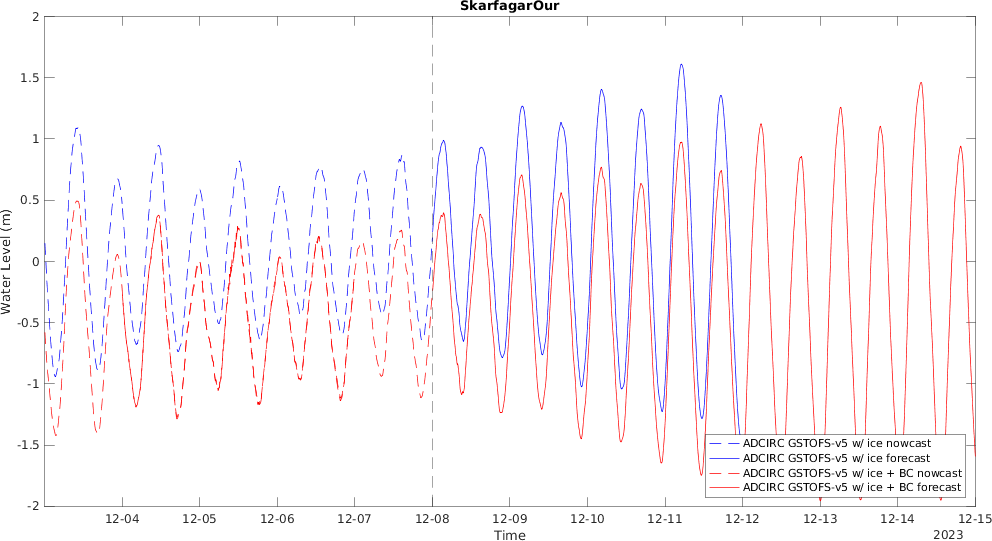 SkarfagarOur
2
1.5
1
0.5
0
-0.5
-1
-1.5
-2
Water Level (m)
ADCIRC GSTOFS-v5 w/ ice nowcast
ADCIRC GSTOFS-v5 w/ ice forecast
ADCIRC GSTOFS-v5 w/ ice + BC nowcast
ADCIRC GSTOFS-v5 w/ ice + BC forecast
12-04 12-05 12-06 12-07 12-08 12-09 12-10 12-11 12-12 12-13 12-14 12-15
Time
2023